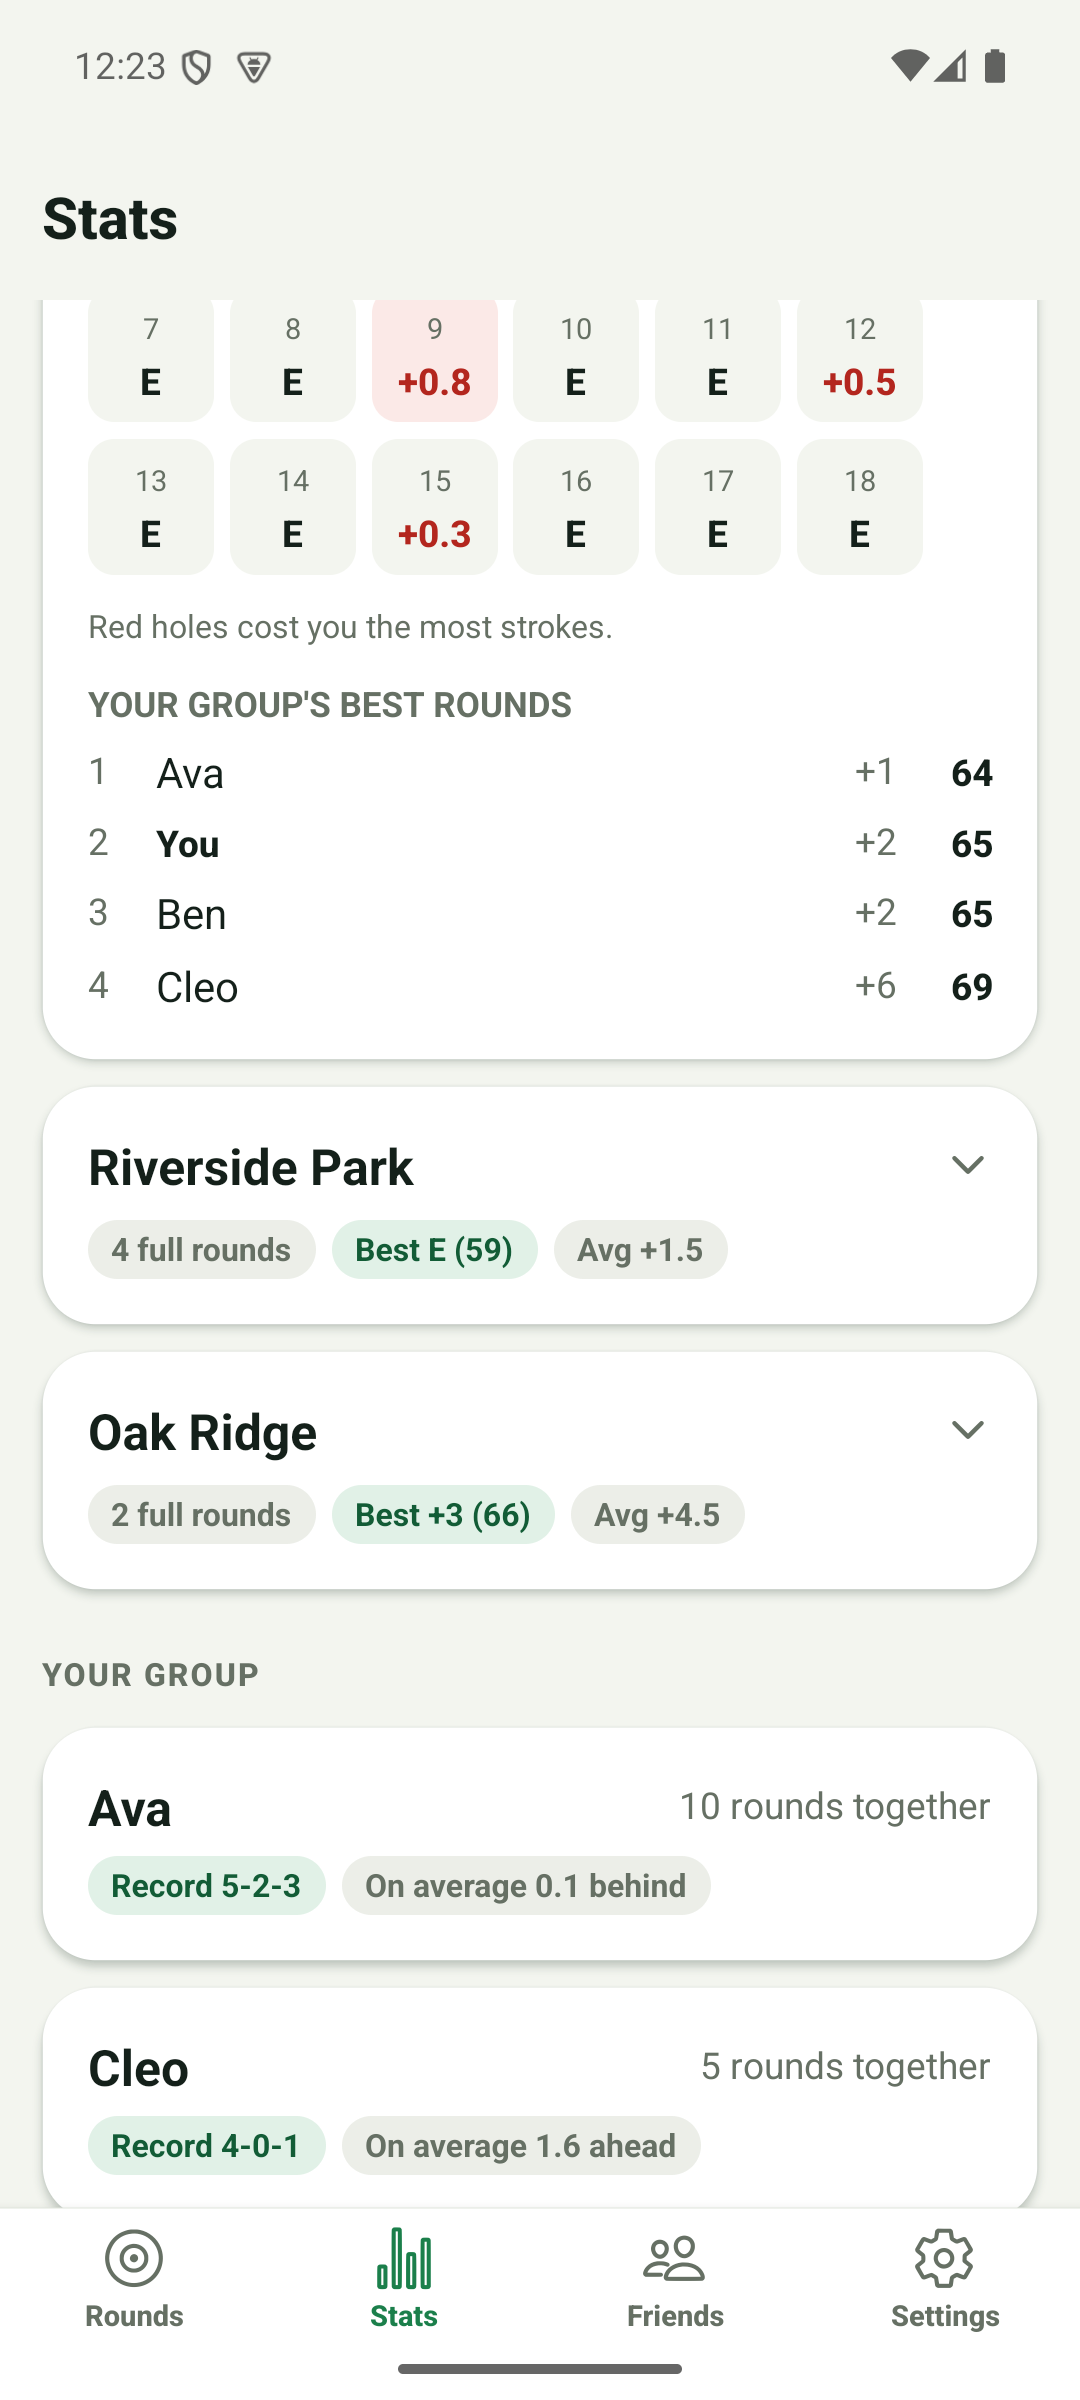 12:23
Stats
7 8 9 10 11 12
E E +0.8 E E +0.5
13 14 15 16 17 18
E E +0.3 E E E
Red holes cost you the most strokes.
YOUR GROUP'S BEST ROUNDS
1 Ava +1 64
2 You +2 65
3 Ben +2 65
4 Cleo +6 69
Riverside Park
4 full rounds Best E (59) Avg +1.5
Oak Ridge
2 full rounds Best +3 (66) Avg +4.5
YOUR GROUP
Ava 10 rounds together
Record 5-2-3 On average 0.1 behind
Cleo 5 rounds together
Record 4-0-1 On average 1.6 ahead
Rounds Stats Friends Settings